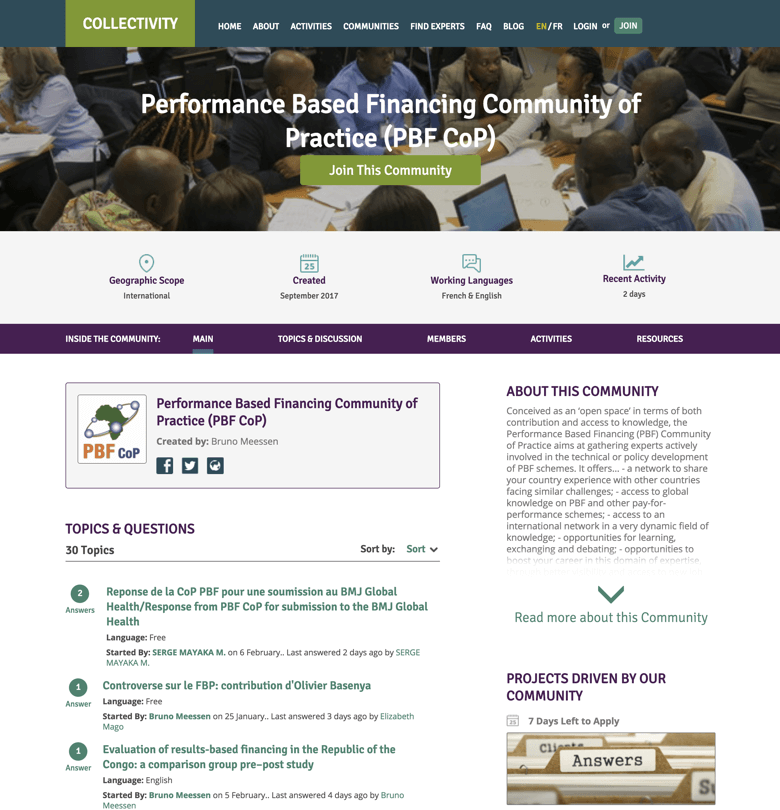 COLLECTIVITY
HOME ABOUT ACTIVITIES COMMUNITIES FIND EXPERTS FAQ BLOG EN/FR LOGIN or JOIN
Performance Based Financing Community of
Practice (PBF CoP)
Join This Community
25
Geographic Scope
International
Created
September 2017
Working Languages
French & English
Recent Activity
2 days
INSIDE THE COMMUNITY: MAIN TOPICS & DISCUSSION MEMBERS ACTIVITIES RESOURCES
PBF CoP
Performance Based Financing Community of
Practice (PBF CoP)
Created by: Bruno Meessen
TOPICS & QUESTIONS
30 Topics
Sort by: Sort
2
Answers
Reponse de la CoP PBF pour une soumission au BMJ Global
Health/Response from PBF CoP for submission to the BMJ Global
Health
Language: Free
Started By: SERGE MAYAKA M. on 6 February.. Last answered 2 days ago by SERGE
MAYAKA M.
1
Answer
Controverse sur le FBP: contribution d'Olivier Basenya
Language: Free
Started By: Bruno Meessen on 25 January.. Last answered 3 days ago by Elizabeth
Mago
1
Answer
Evaluation of results-based financing in the Republic of the
Congo: a comparison group pre–post study
Language: English
Started By: Bruno Meessen on 5 February.. Last answered 4 days ago by Bruno
Meessen
ABOUT THIS COMMUNITY
Conceived as an ‘open space’ in terms of both
contribution and access to knowledge, the
Performance Based Financing (PBF) Community
of Practice aims at gathering experts actively
involved in the technical or policy development
of PBF schemes. It offers... - a network to share
your country experience with other countries
facing similar challenges; - access to global
knowledge on PBF and other pay-for-
performance schemes; - access to an
international network in a very dynamic field of
knowledge; - opportunities for learning,
exchanging and debating; - opportunities to
boost your career in this domain of expertise.
Read more about this Community
PROJECTS DRIVEN BY OUR
COMMUNITY
25 7 Days Left to Apply
Clients
Answers